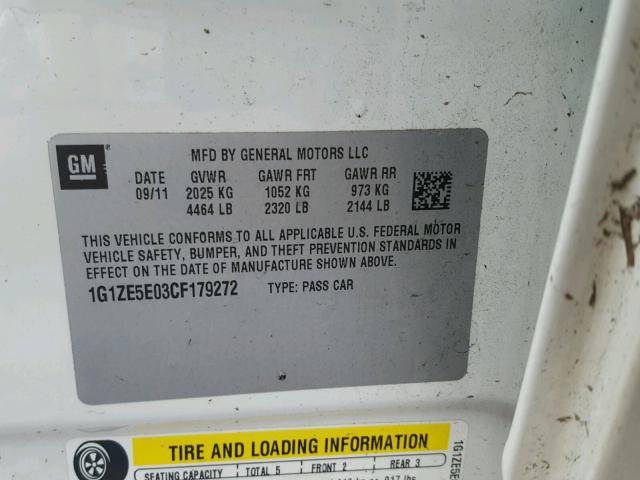 GM
MFD BY GENERAL MOTORS LLC
DATE GVWR GAWR FRT GAWR RR
09/11 2025 KG 1052 KG 973 KG
4464 LB 2320 LB 2144 LB
THIS VEHICLE CONFORMS TO ALL APPLICABLE U.S. FEDERAL MOTOR
VEHICLE SAFETY, BUMPER, AND THEFT PREVENTION STANDARDS IN
EFFECT ON THE DATE OF MANUFACTURE SHOWN ABOVE.
1G1ZE5E03CF179272 TYPE: PASS CAR
TIRE AND LOADING INFORMATION
SEATING CAPACITY TOTAL 5 FRONT 2 REAR 3
917 lbs.
1G1ZE5E